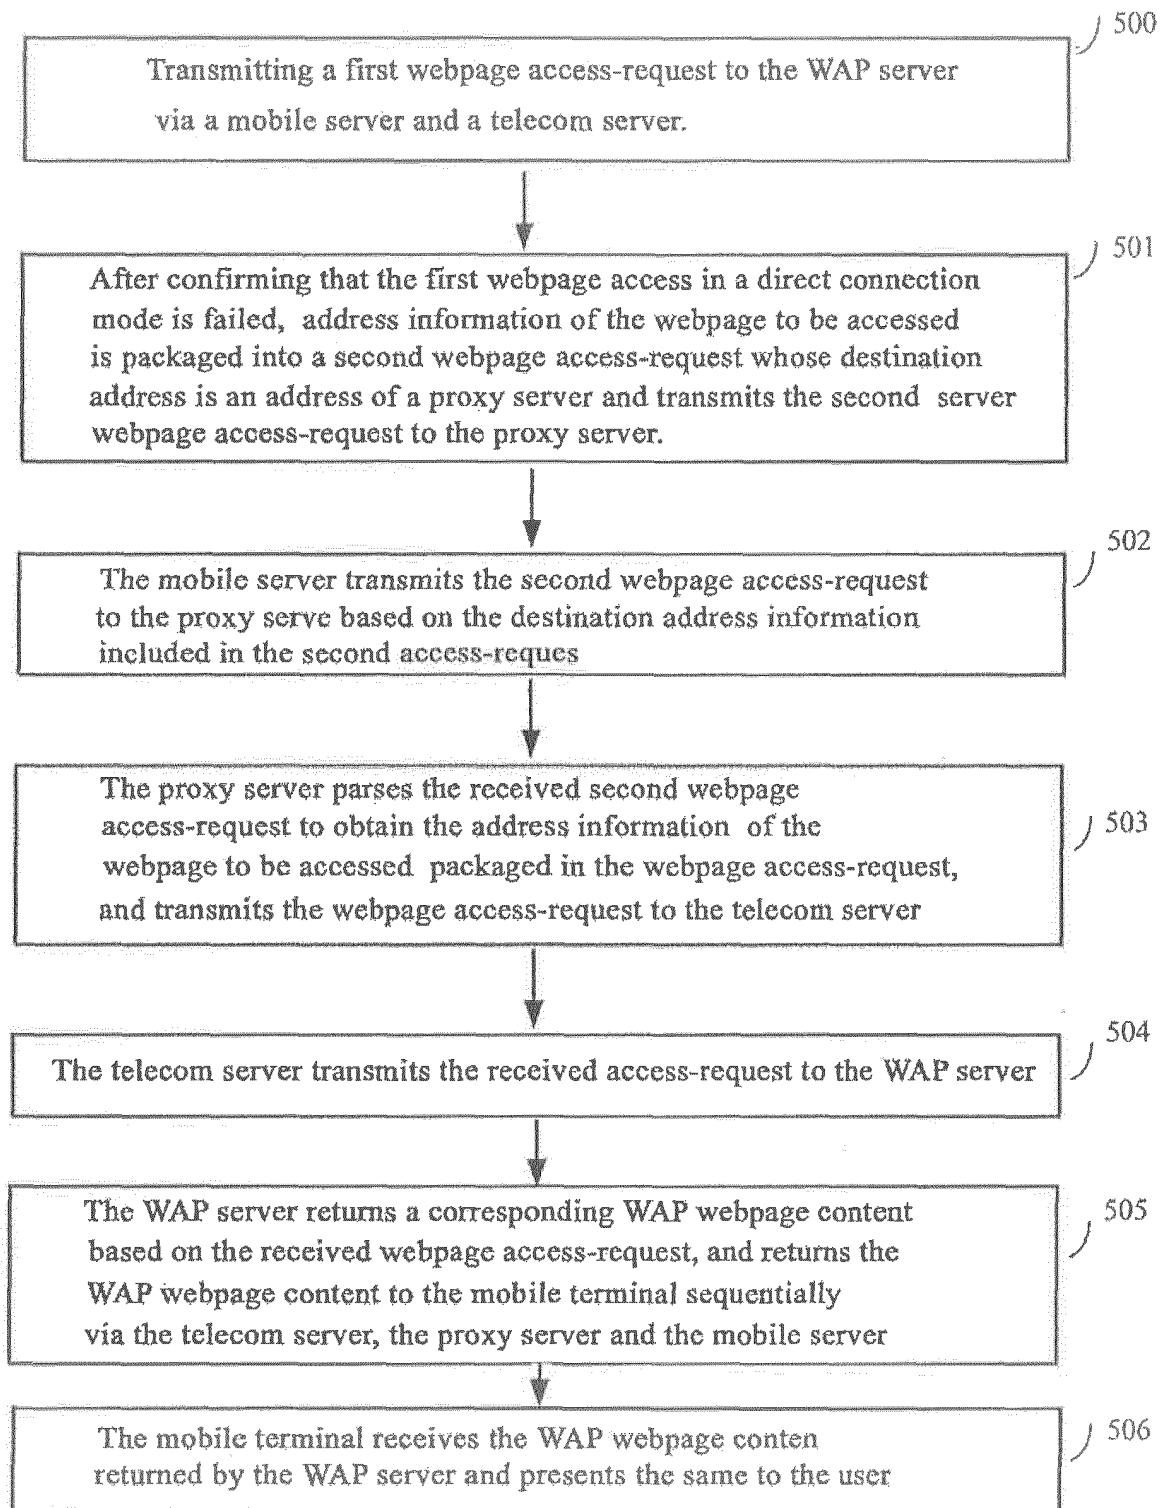 500
Transmitting a first webpage access-request to the WAP server
via a mobile server and a telecom server.
501
After confirming that the first webpage access in a direct connection
mode is failed, address information of the webpage to be accessed
is packaged into a second webpage access-request whose destination
address is an address of a proxy server and transmits the second server
webpage access-request to the proxy server.
502
The mobile server transmits the second webpage access-request
to the proxy serve based on the destination address information
included in the second access-reques
503
The proxy server parses the received second webpage
access-request to obtain the address information of the
webpage to be accessed packaged in the webpage access-request,
and transmits the webpage access-request to the telecom server
504
The telecom server transmits the received access-request to the WAP server
505
The WAP server returns a corresponding WAP webpage content
based on the received webpage access-request, and returns the
WAP webpage content to the mobile terminal sequentially
via the telecom server, the proxy server and the mobile server
506
The mobile terminal receives the WAP webpage conten
returned by the WAP server and presents the same to the user